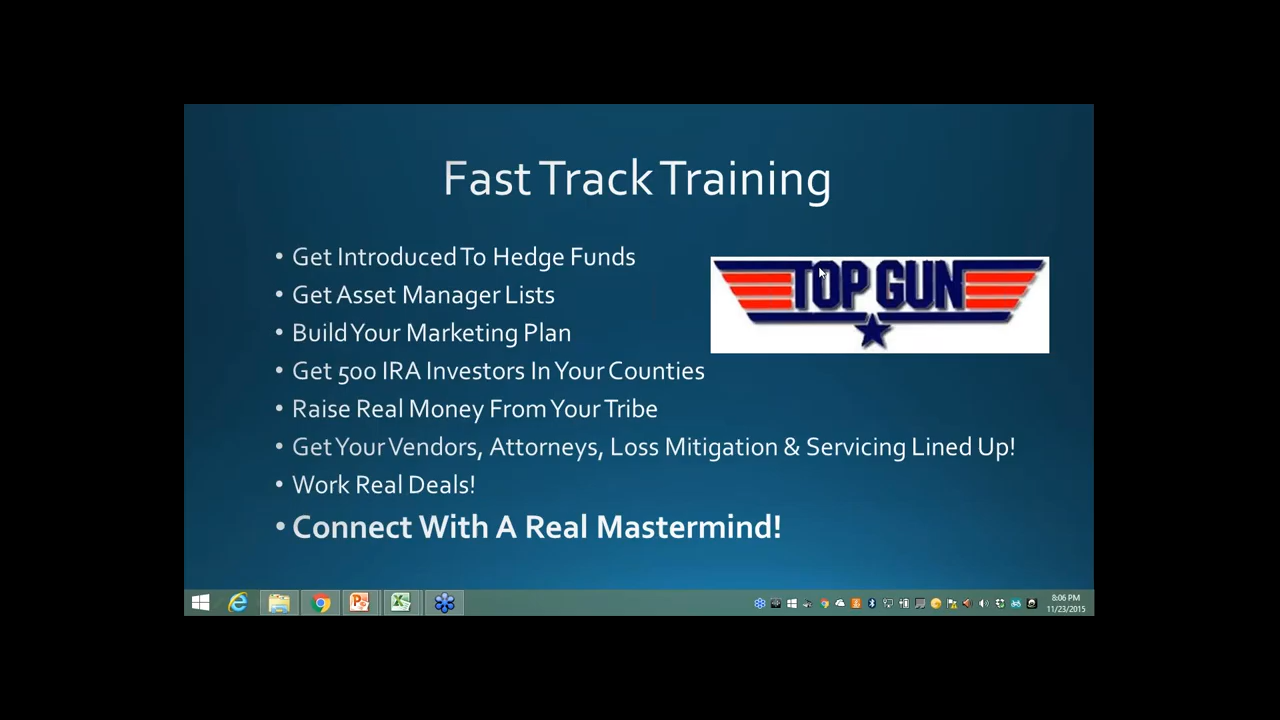 Fast Track Training
• Get Introduced To Hedge Funds
• Get Asset Manager Lists
• Build Your Marketing Plan
• Get 500 IRA Investors In Your Counties
• Raise Real Money From Your Tribe
• Get Your Vendors, Attorneys, Loss Mitigation & Servicing Lined Up!
• Work Real Deals!
• Connect With A Real Mastermind!
TOP GUN
8:06 PM
11/23/2015